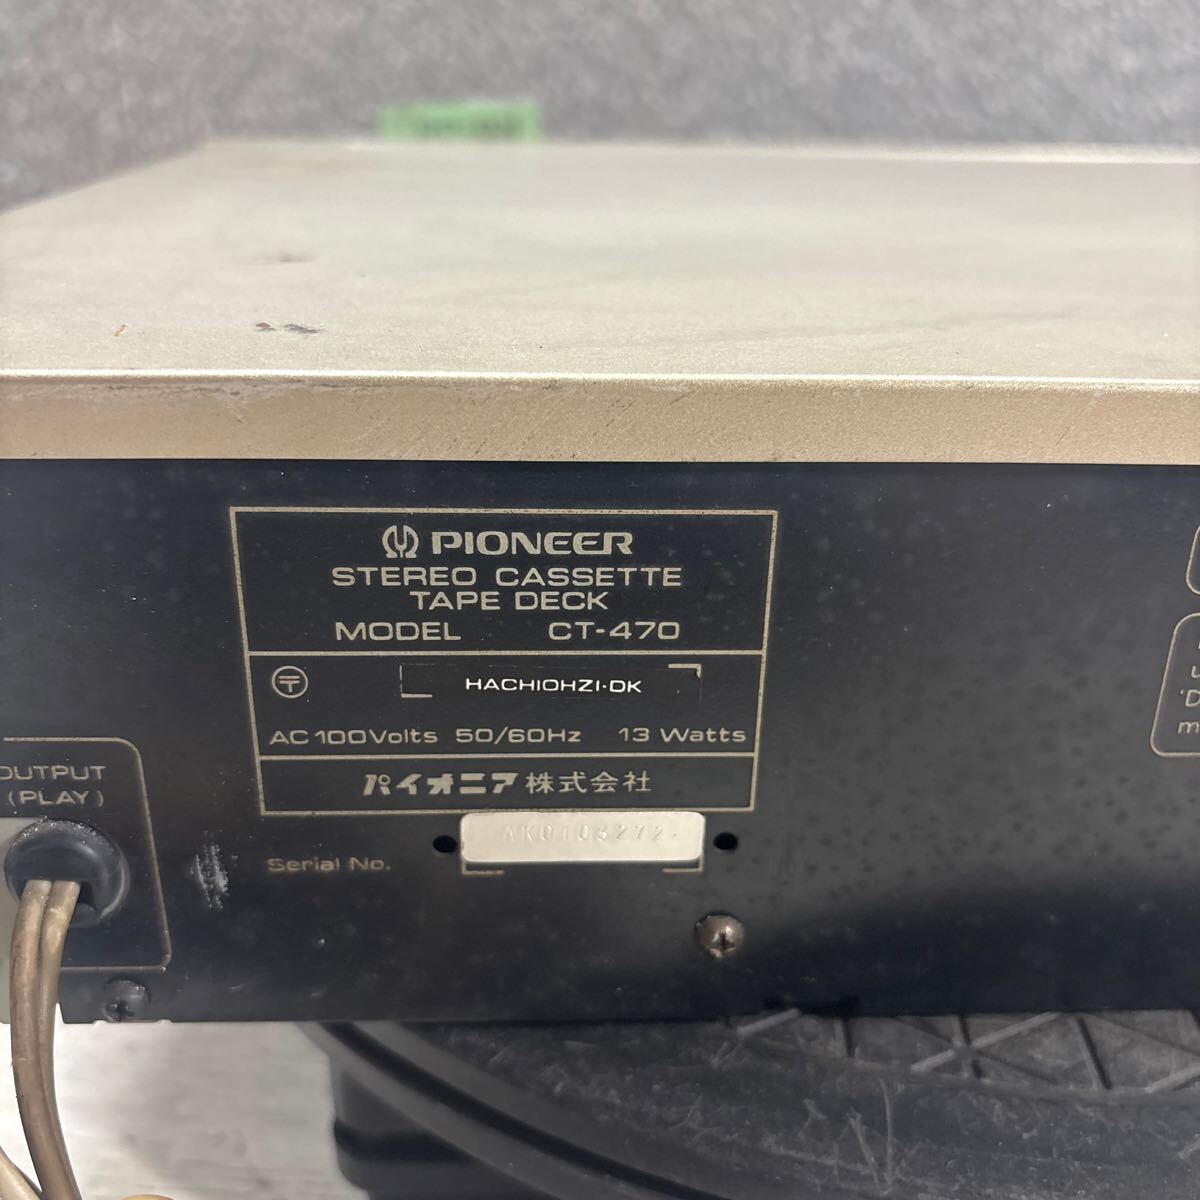 PIONEER
STEREO CASSETTE
TAPE DECK
MODEL CT-470
〒
HACHIOHZI·DK
AC 100Volts 50/60Hz 13 Watts
パイオニア株式会社
OUTPUT
(PLAY)
Serial No. AK0103272